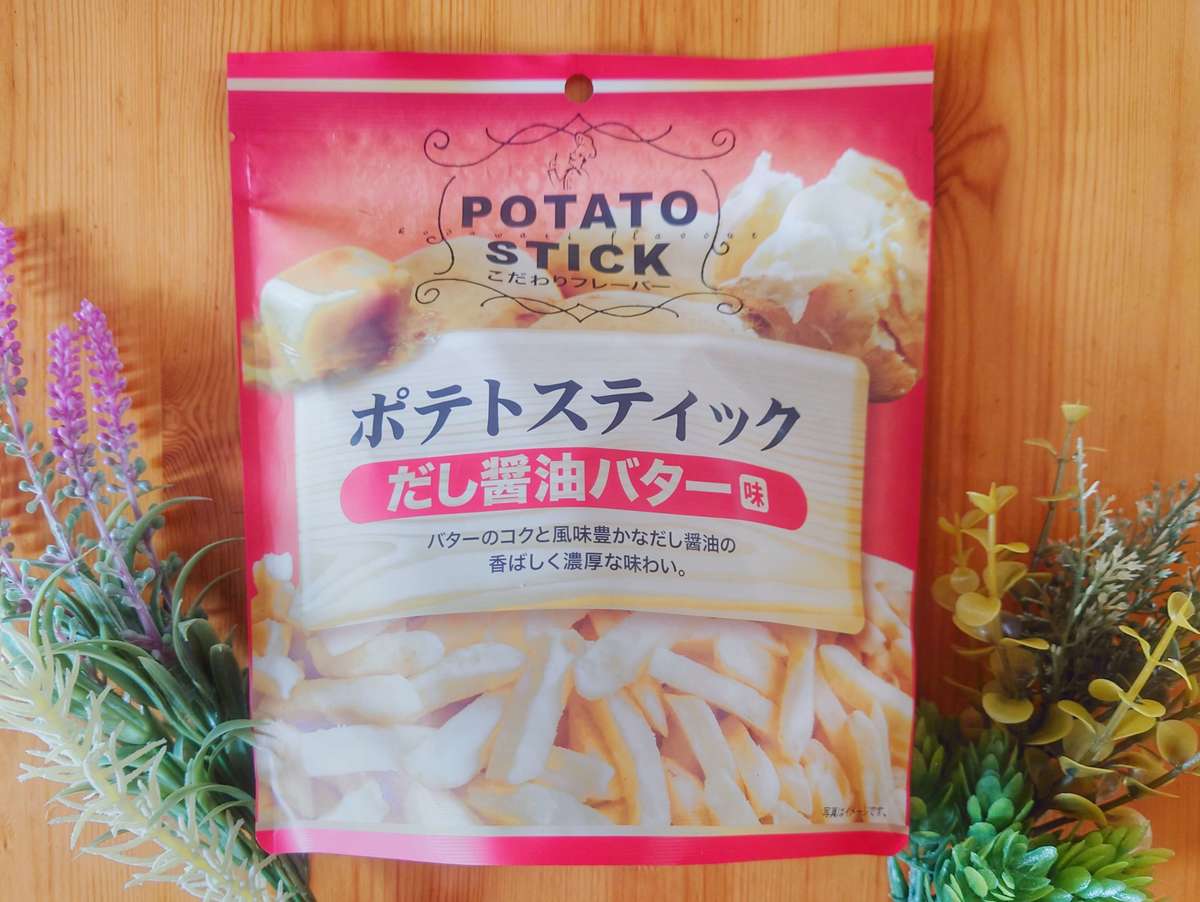 POTATO
kodawari flavour
STICK
こだわりフレーバー
ポテトスティック
だし醤油バター味
バターのコクと風味豊かなだし醤油の
香ばしく濃厚な味わい。
写真はイメージです。